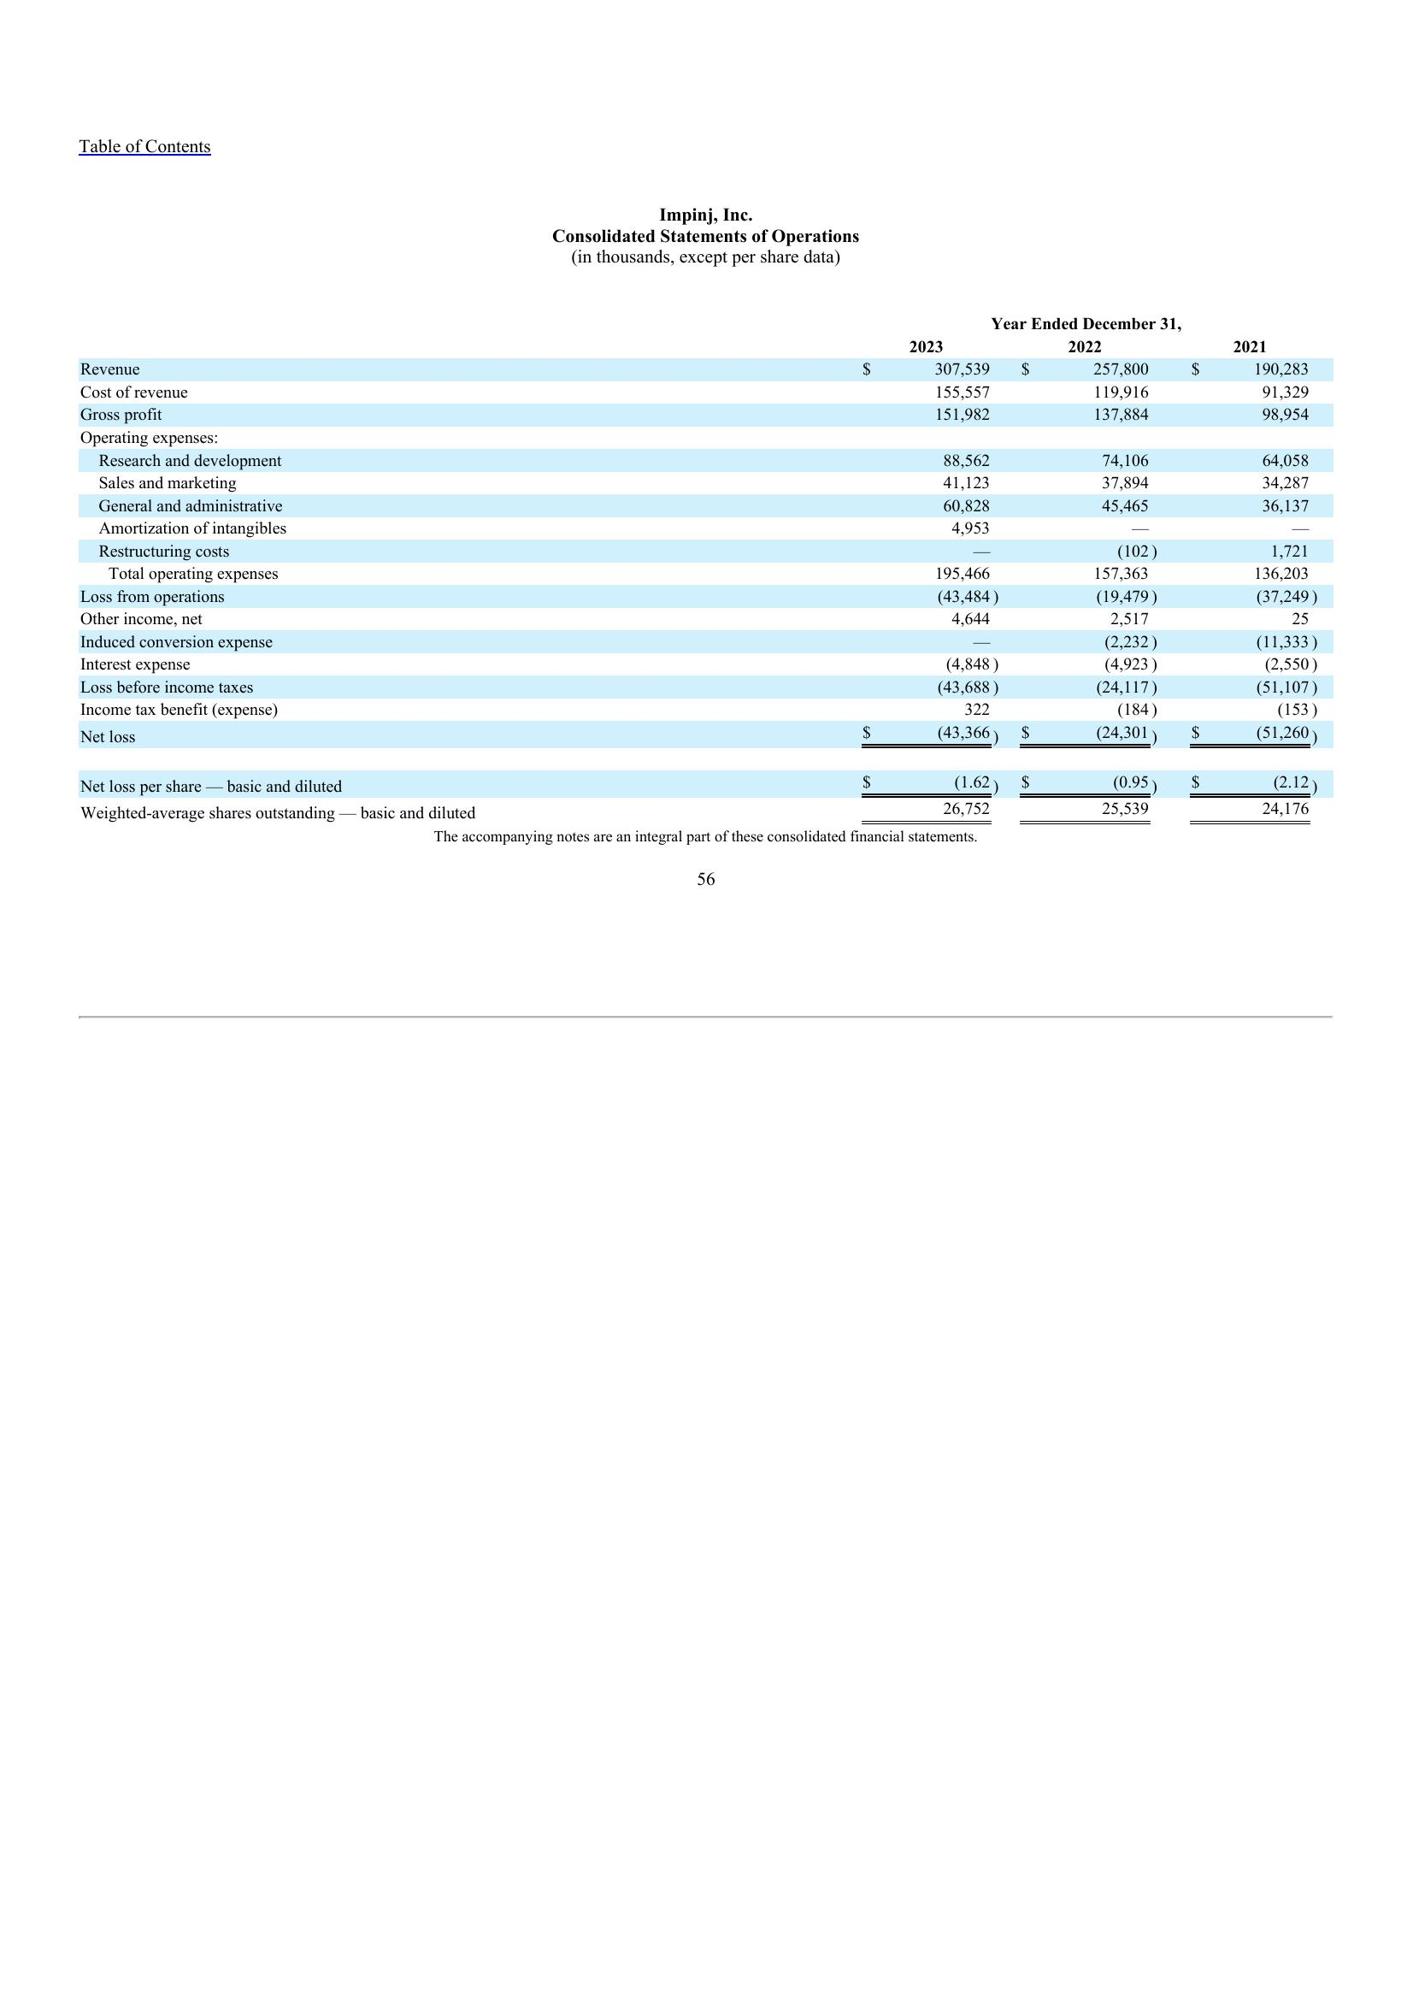 Table of Contents
Impinj, Inc.
Consolidated Statements of Operations
(in thousands, except per share data)
Year Ended December 31,
2023 2022 2021
Revenue $ 307,539 $ 257,800 $ 190,283
Cost of revenue 155,557 119,916 91,329
Gross profit 151,982 137,884 98,954
Operating expenses:
Research and development 88,562 74,106 64,058
Sales and marketing 41,123 37,894 34,287
General and administrative 60,828 45,465 36,137
Amortization of intangibles 4,953 — —
Restructuring costs — (102 ) 1,721
Total operating expenses 195,466 157,363 136,203
Loss from operations (43,484 ) (19,479 ) (37,249 )
Other income, net 4,644 2,517 25
Induced conversion expense — (2,232 ) (11,333 )
Interest expense (4,848 ) (4,923 ) (2,550 )
Loss before income taxes (43,688 ) (24,117 ) (51,107 )
Income tax benefit (expense) 322 (184 ) (153 )
Net loss $ (43,366 ) $ (24,301 ) $ (51,260 )
Net loss per share — basic and diluted $ (1.62 ) $ (0.95 ) $ (2.12 )
Weighted-average shares outstanding — basic and diluted 26,752 25,539 24,176
The accompanying notes are an integral part of these consolidated financial statements.
56